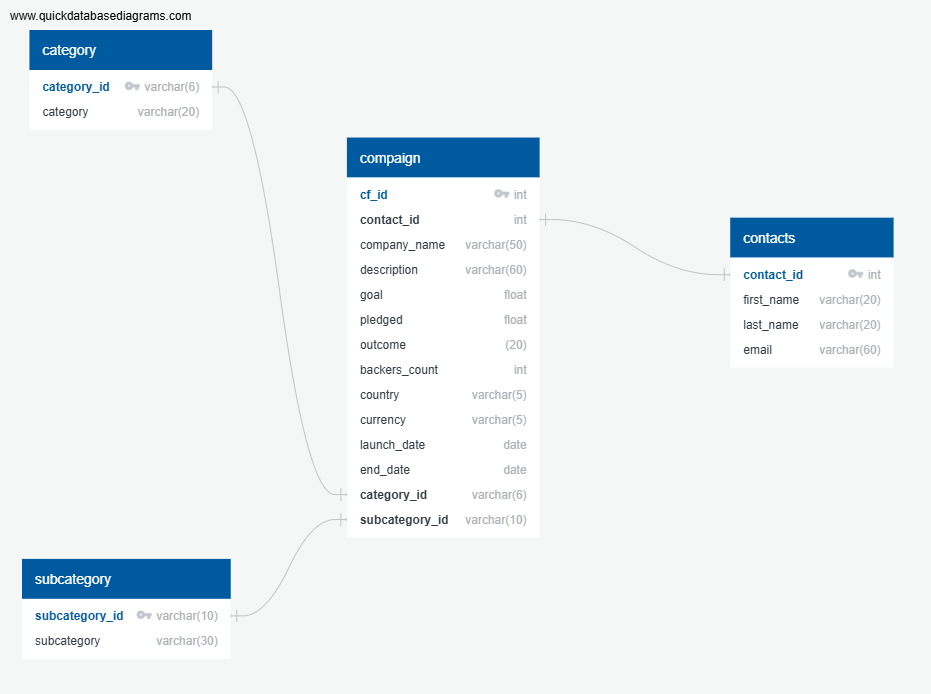 www.quickdatabasediagrams.com
category
category_id varchar(6)
category varchar(20)
compaign
cf_id int
contact_id int
company_name varchar(50)
description varchar(60)
goal float
pledged float
outcome (20)
backers_count int
country varchar(5)
currency varchar(5)
launch_date date
end_date date
category_id varchar(6)
subcategory_id varchar(10)
contacts
contact_id int
first_name varchar(20)
last_name varchar(20)
email varchar(60)
subcategory
subcategory_id varchar(10)
subcategory varchar(30)